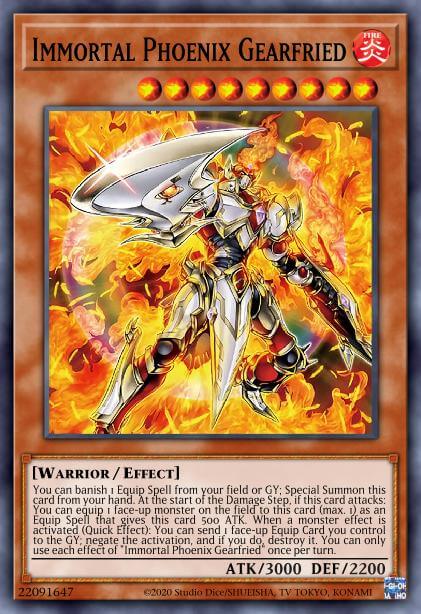 Immortal Phoenix Gearfried
FIRE
炎
[Warrior / Effect]
You can banish 1 Equip Spell from your field or GY; Special Summon
this card from your hand. At the start of the Damage Step, if this card attacks:
You can equip 1 face-up monster on the field to this card (max. 1) as an
Equip Spell that gives this card 500 ATK. When a monster effect is
activated (Quick Effect): You can send 1 face-up Equip Card you control
to the GY; negate the activation, and if you do, destroy it. You can only
use each effect of "Immortal Phoenix Gearfried" once per turn.
ATK/3000 DEF/2200
22091647 ©2020 Studio Dice/SHUEISHA, TV TOKYO, KONAMI